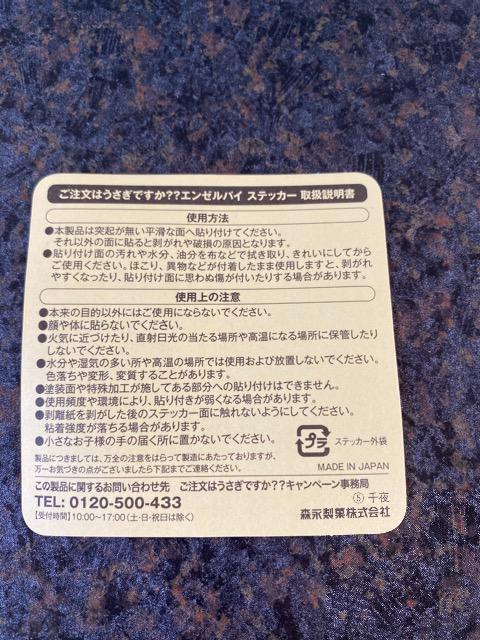 ご注文はうさぎですか??エンゼルパイ ステッカー 取扱説明書
使用方法
●本製品は突起が無い平滑な面へ貼り付けてください。
それ以外の面に貼ると剥がれや破損の原因となります。
●貼り付け面の汚れや水分、油分を布などで拭き取り、きれいにしてから
ご使用ください。ほこり、異物などが付着したまま使用しますと、剥がれ
やすくなったり、貼り付け面に思わぬ傷が付いたりする場合があります。
使用上の注意
●本来の目的以外にはご使用にならないでください。
●顔や体に貼らないでください。
●火気に近づけたり、直射日光の当たる場所や高温になる場所に保管したり
しないでください。
●水分や湿気の多い所や高温の場所では使用および放置しないでください。
色落ちや変形、変質することがあります。
●塗装面や特殊加工が施してある部分への貼り付けはできません。
●使用頻度や環境により、貼り付きが弱くなる場合があります。
●剥離紙を剥がした後のステッカー面に触れないようにしてください。
粘着強度が落ちる場合があります。
●小さなお子様の手の届く所に置かないでください。
プラ ステッカー外袋
製品につきましては、万全の注意をはらって製造にあたっておりますが、
万一お気づきの点がございましたら下記までご連絡ください。
MADE IN JAPAN
この製品に関するお問い合わせ先 ご注文はうさぎですか??キャンペーン事務局
TEL: 0120-500-433
⑤千夜
【受付時間】10:00〜17:00(土・日・祝日は除く)
森永製菓株式会社